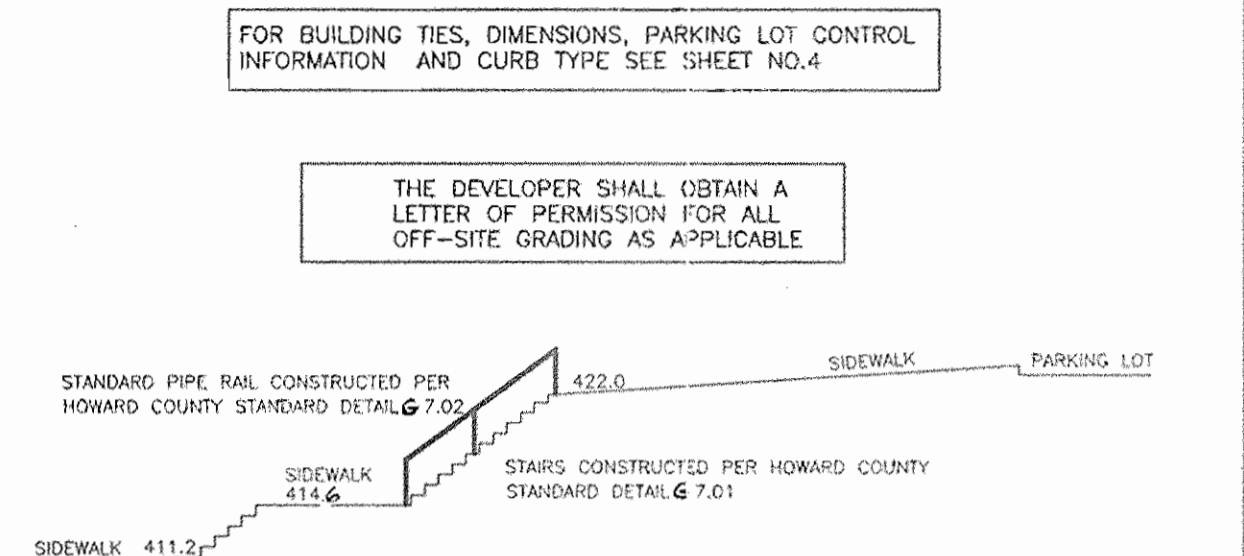 FOR BUILDING TIES, DIMENSIONS, PARKING LOT CONTROL
INFORMATION AND CURB TYPE SEE SHEET NO.4
THE DEVELOPER SHALL OBTAIN A
LETTER OF PERMISSION FOR ALL
OFF-SITE GRADING AS APPLICABLE
SIDEWALK
PARKING LOT
422.0
STANDARD PIPE RAIL CONSTRUCTED PER
HOWARD COUNTY STANDARD DETAIL G 7.02
SIDEWALK
414.6
STAIRS CONSTRUCTED PER HOWARD COUNTY
STANDARD DETAIL G 7.01
SIDEWALK 411.2